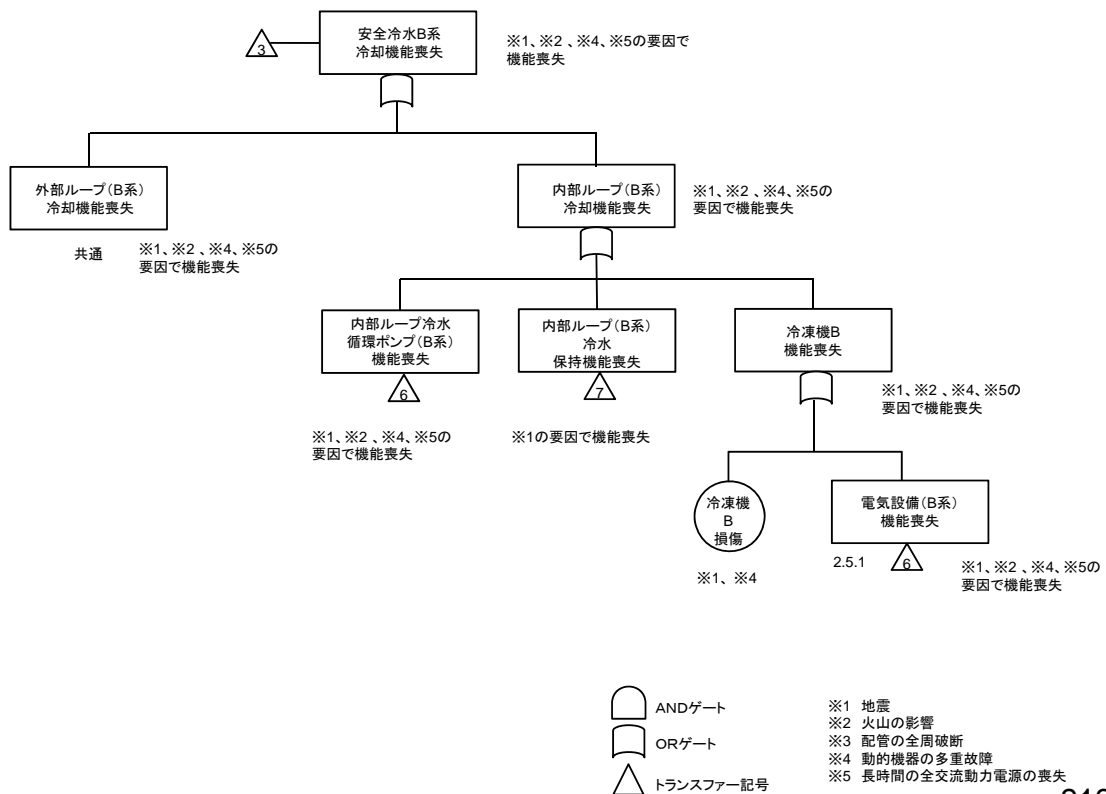 安全冷水B系
冷却機能喪失
3
※1、※2 、※4、※5の要因で
機能喪失
外部ループ(B系)
冷却機能喪失
共通
※1、※2 、※4、※5の
要因で機能喪失
内部ループ(B系)
冷却機能喪失
※1、※2 、※4、※5の
要因で機能喪失
内部ループ冷水
循環ポンプ(B系)
機能喪失
6
※1、※2 、※4、※5の
要因で機能喪失
内部ループ(B系)
冷水
保持機能喪失
7
※1の要因で機能喪失
冷凍機B
機能喪失
※1、※2 、※4、※5の
要因で機能喪失
冷凍機
B
損傷
※1、 ※4
電気設備(B系)
機能喪失
2.5.1
6
※1、※2 、※4、※5の
要因で機能喪失
ANDゲート
ORゲート
トランスファー記号
※1 地震
※2 火山の影響
※3 配管の全周破断
※4 動的機器の多重故障
※5 長時間の全交流動力電源の喪失